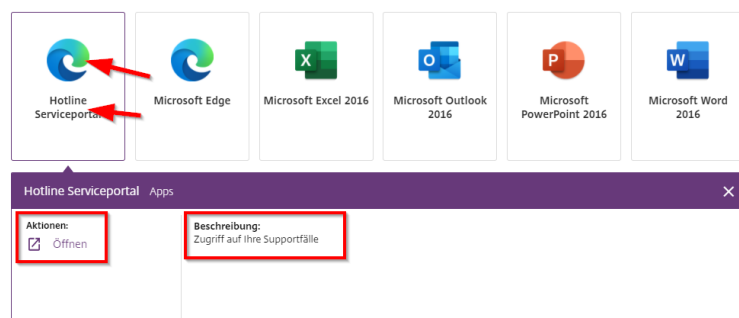 Hotline
Serviceportal
Microsoft Edge
Microsoft Excel 2016
Microsoft Outlook
2016
Microsoft
PowerPoint 2016
Microsoft Word
2016
Hotline Serviceportal Apps
Aktionen:
Öffnen
Beschreibung:
Zugriff auf Ihre Supportfälle